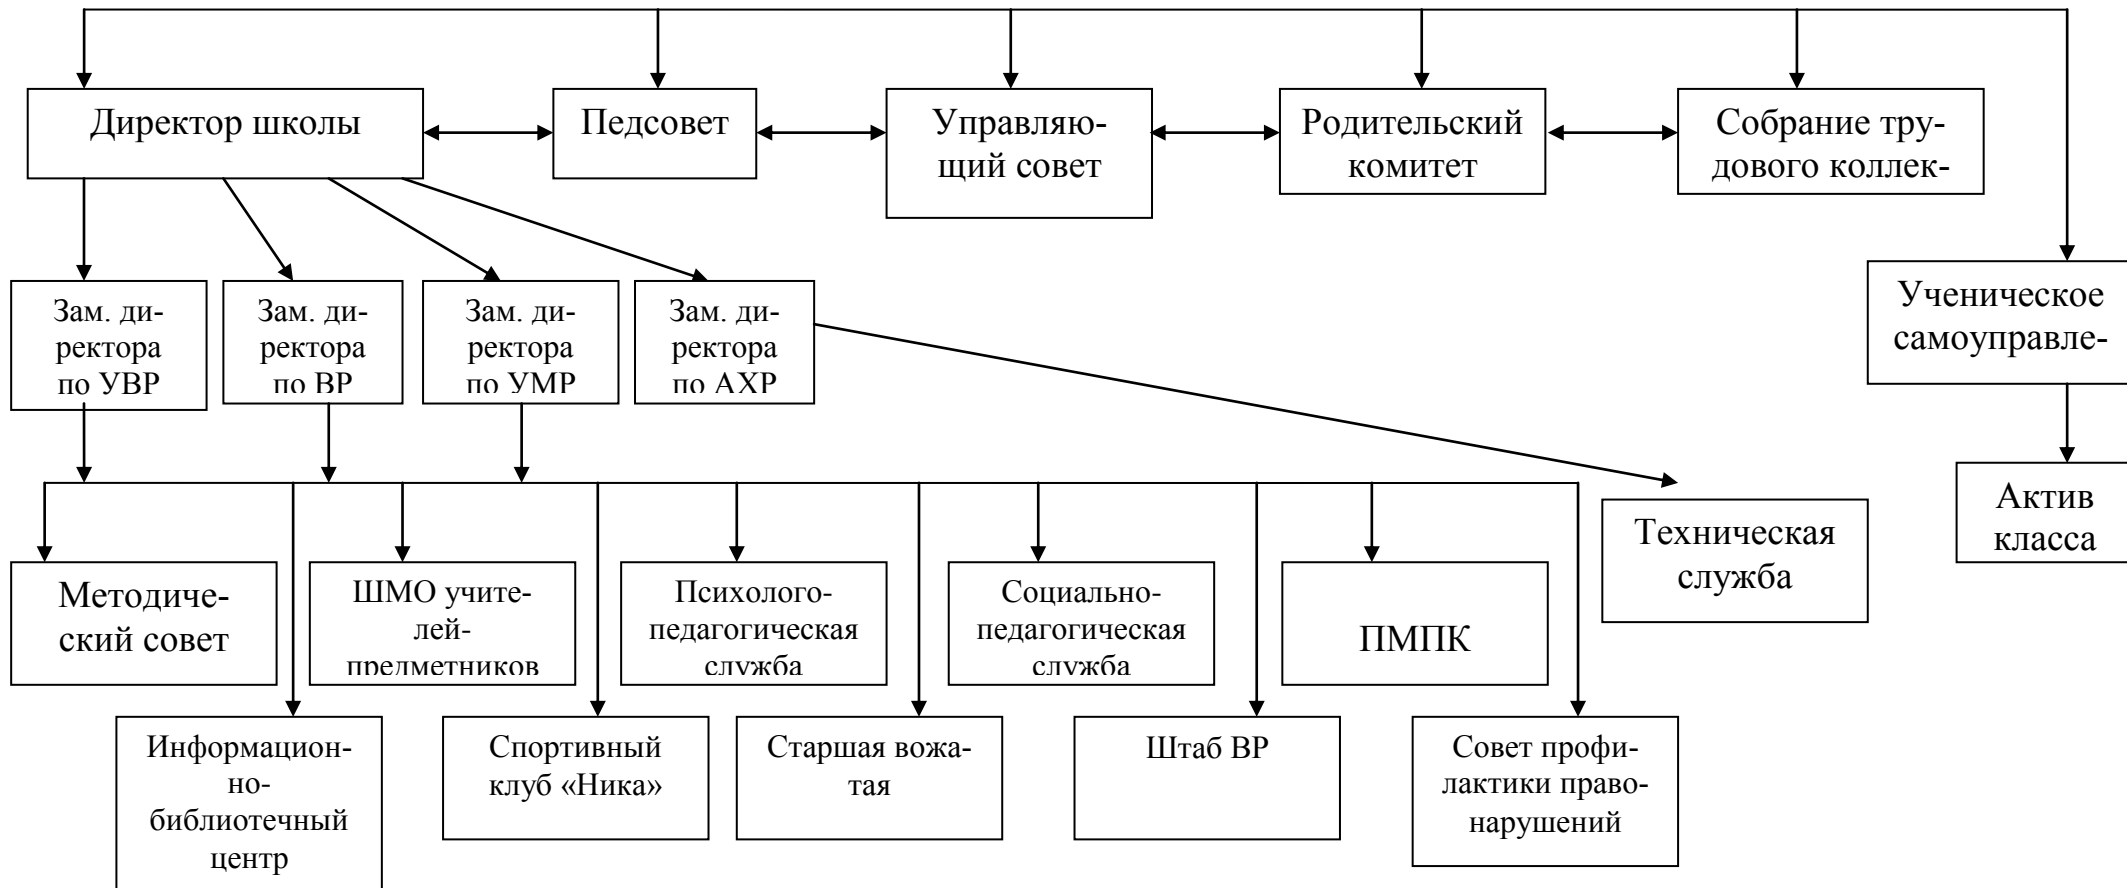 Директор школы
Педсовет
Управляю-
щий совет
Родительский
комитет
Собрание тру-
дового коллек-
Зам. ди-
ректора
по УВР
Зам. ди-
ректора
по ВР
Зам. ди-
ректора
по УМР
Зам. ди-
ректора
по АХР
Ученическое
самоуправле-
Актив
класса
Техническая
служба
Методиче-
ский совет
ШМО учите-
лей-
предметников
Психолого-
педагогическая
служба
Социально-
педагогическая
служба
ПМПК
Информацион-
но-
библиотечный
центр
Спортивный
клуб «Ника»
Старшая вожа-
тая
Штаб ВР
Совет профи-
лактики право-
нарушений